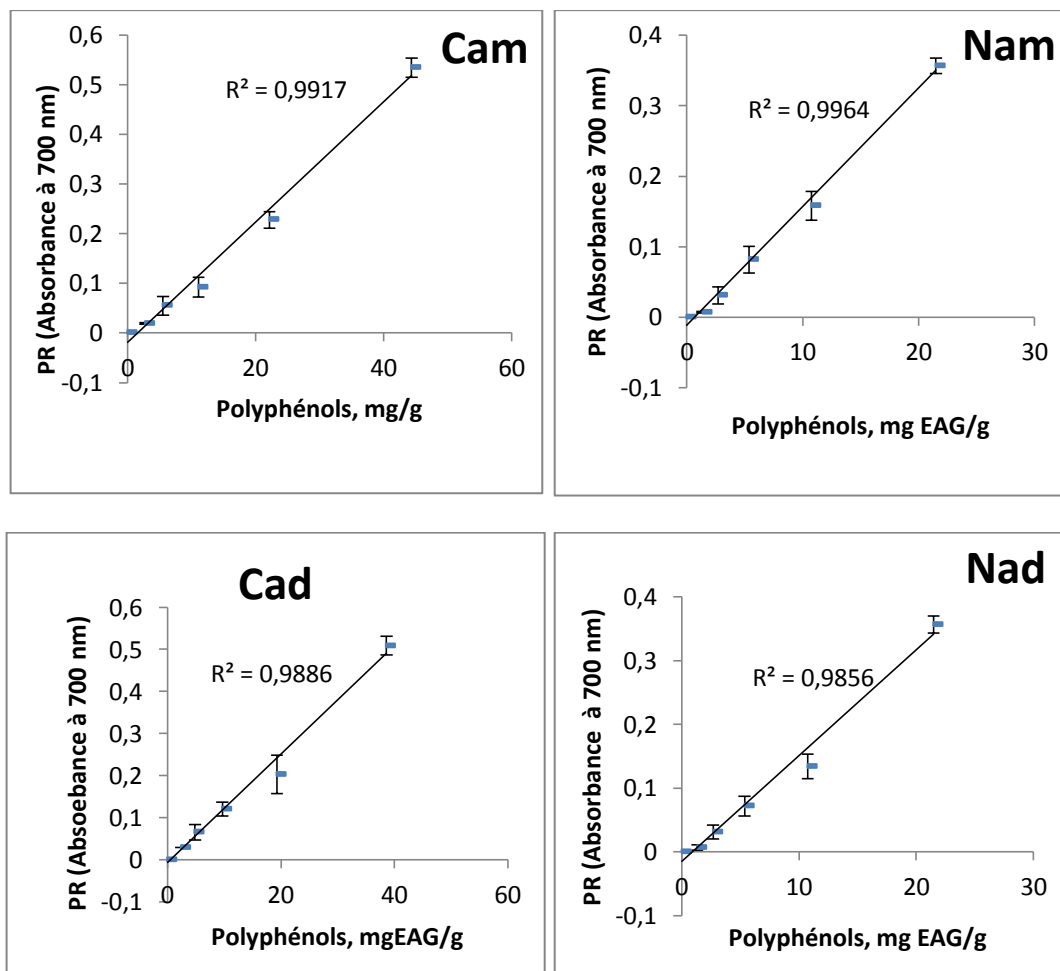 Cam
R² = 0,9917
PR (Absorbance à 700 nm)
0,6
0,5
0,4
0,3
0,2
0,1
0
-0,1
0 20 40 60
Polyphénols, mg/g
Nam
R² = 0,9964
PR (Absorbance à 700 nm)
0,4
0,3
0,2
0,1
0
-0,1
0 10 20 30
Polyphénols, mg EAG/g
Cad
R² = 0,9886
PR (Absoebance à 700 nm)
0,6
0,5
0,4
0,3
0,2
0,1
0
-0,1
0 20 40 60
Polyphénols, mgEAG/g
Nad
R² = 0,9856
PR (Absorbance à 700 nm)
0,4
0,3
0,2
0,1
0
-0,1
0 10 20 30
Polyphénols, mg EAG/g